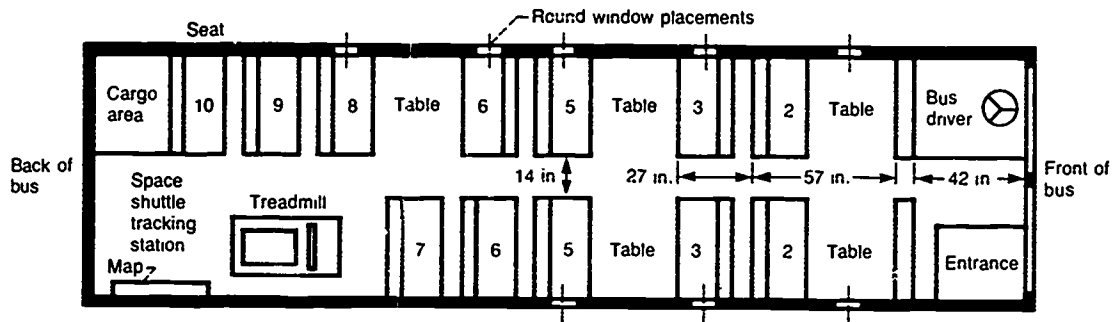 Round window placements
Seat
Cargo
area
10
9
8
Table
6
5
Table
3
2
Table
Bus
driver
Back of
bus
14 in
27 in.
57 in.
42 in
Front of
bus
Space
shuttle
tracking
station
Map
Treadmill
7
6
5
Table
3
2
Table
Entrance